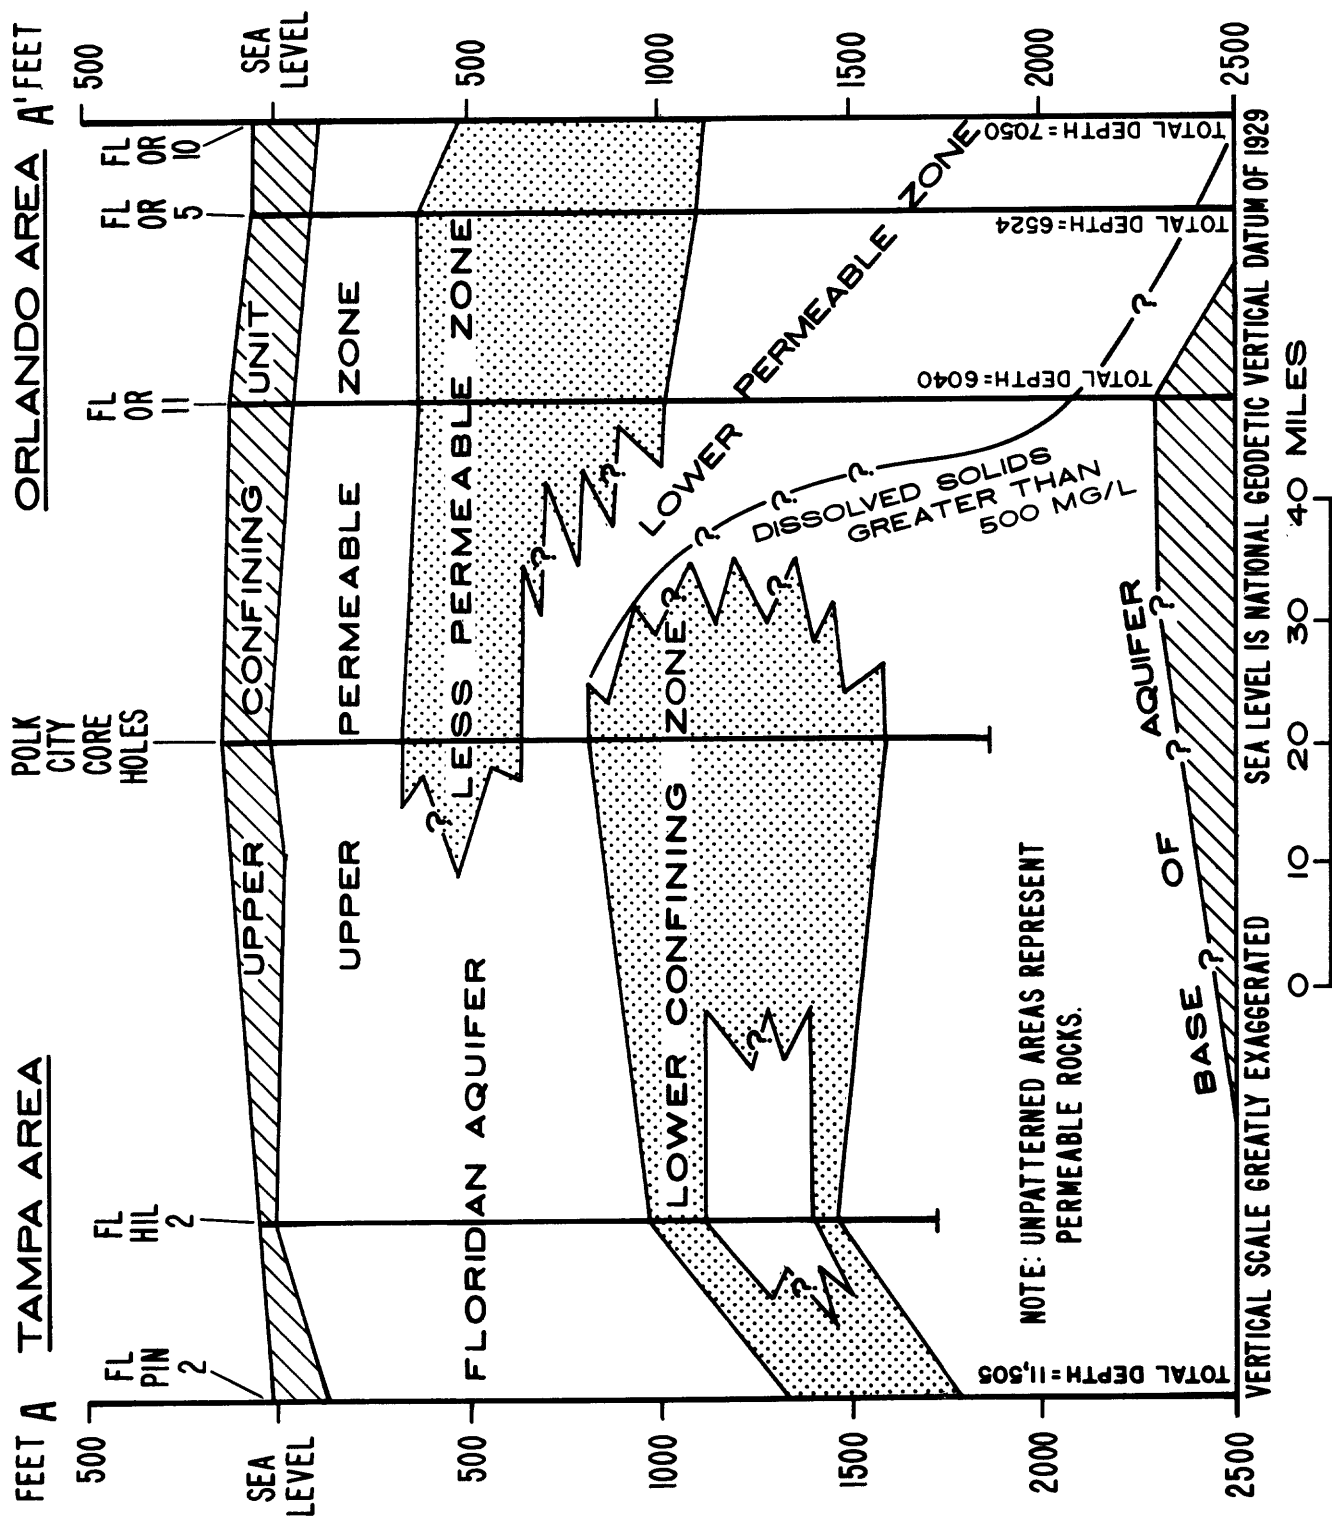 TAMPA AREA
ORLANDO AREA
FEET A
A' FEET
FL
PIN
2
FL
HIL
2
POLK
CITY
CORE
HOLES
FL
OR
11
FL
OR
5
FL
OR
10
500
SEA
LEVEL
500
1000
1500
2000
2500
500
SEA
LEVEL
500
1000
1500
2000
2500
UPPER CONFINING UNIT
UPPER PERMEABLE ZONE
FLORIDAN AQUIFER
? LESS PERMEABLE ZONE
?
?
LOWER CONFINING ZONE
?
?
?
?
LOWER PERMEABLE ZONE
?
?
?
?
DISSOLVED SOLIDS
GREATER THAN
500 MG/L
NOTE: UNPATTERNED AREAS REPRESENT
PERMEABLE ROCKS.
BASE ? OF ? AQUIFER ?
TOTAL DEPTH=11,505
TOTAL DEPTH=6040
TOTAL DEPTH=6524
TOTAL DEPTH=7050
VERTICAL SCALE GREATLY EXAGGERATED
SEA LEVEL IS NATIONAL GEODETIC VERTICAL DATUM OF 1929
0 10 20 30 40 MILES